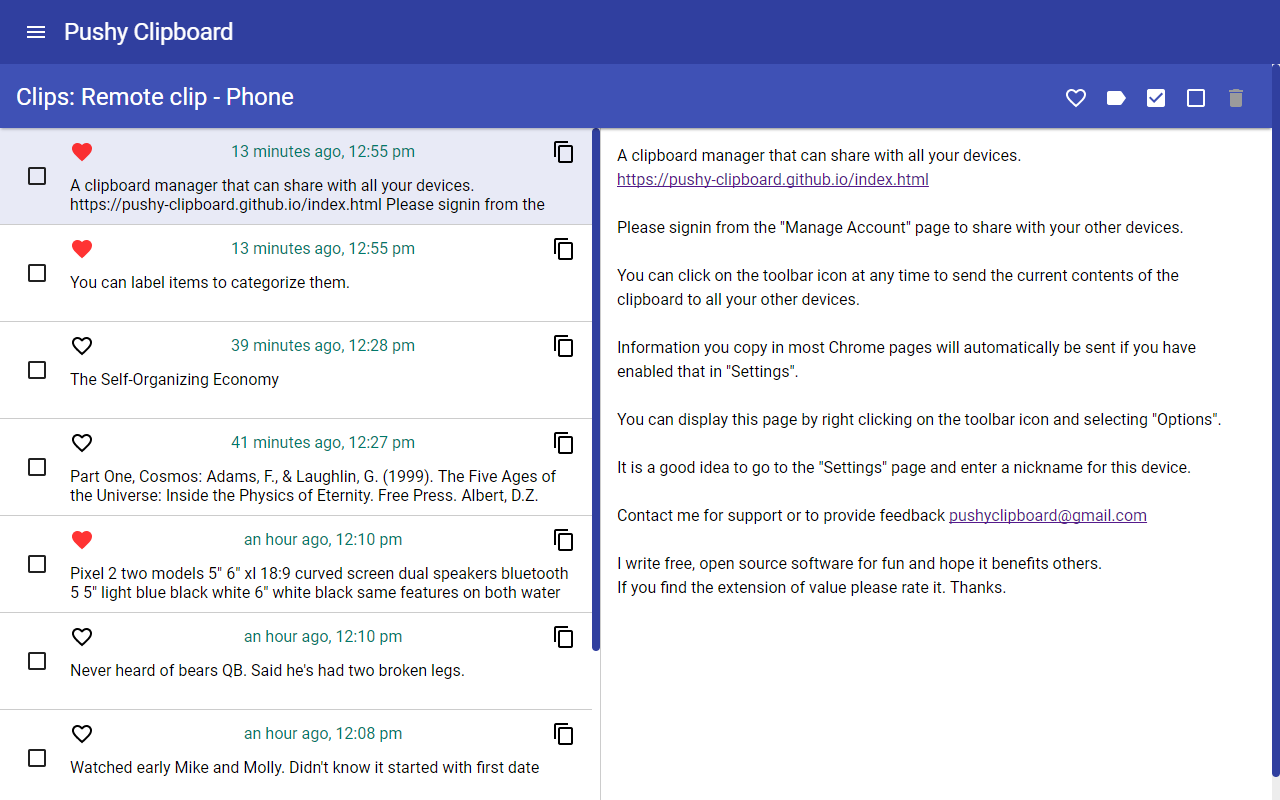 Pushy Clipboard
Clips: Remote clip - Phone
13 minutes ago, 12:55 pm
A clipboard manager that can share with all your devices.
https://pushy-clipboard.github.io/index.html Please signin from the
13 minutes ago, 12:55 pm
You can label items to categorize them.
39 minutes ago, 12:28 pm
The Self-Organizing Economy
41 minutes ago, 12:27 pm
Part One, Cosmos: Adams, F., & Laughlin, G. (1999). The Five Ages of
the Universe: Inside the Physics of Eternity. Free Press. Albert, D.Z.
an hour ago, 12:10 pm
Pixel 2 two models 5" 6" xl 18:9 curved screen dual speakers bluetooth
5 5" light blue black white 6" white black same features on both water
an hour ago, 12:10 pm
Never heard of bears QB. Said he's had two broken legs.
an hour ago, 12:08 pm
Watched early Mike and Molly. Didn't know it started with first date
A clipboard manager that can share with all your devices.
https://pushy-clipboard.github.io/index.html
Please signin from the "Manage Account" page to share with your other devices.
You can click on the toolbar icon at any time to send the current contents of the
clipboard to all your other devices.
Information you copy in most Chrome pages will automatically be sent if you have
enabled that in "Settings".
You can display this page by right clicking on the toolbar icon and selecting "Options".
It is a good idea to go to the "Settings" page and enter a nickname for this device.
Contact me for support or to provide feedback pushyclipboard@gmail.com
I write free, open source software for fun and hope it benefits others.
If you find the extension of value please rate it. Thanks.